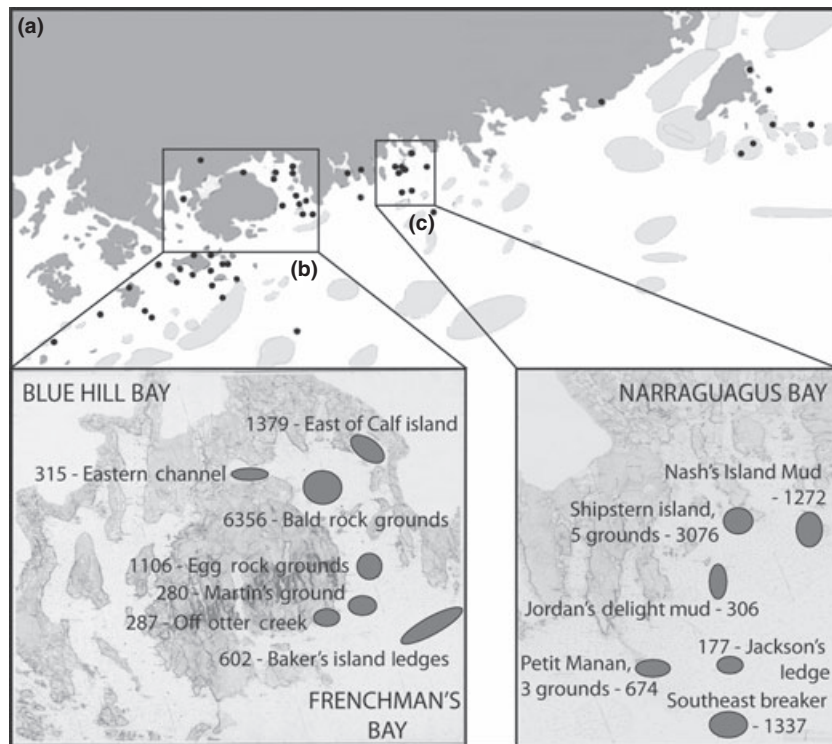 (a)
(b)
(c)
BLUE HILL BAY
1379 - East of Calf island
315 - Eastern channel
6356 - Bald rock grounds
1106 - Egg rock grounds
280 - Martin's ground
287 - Off otter creek
602 - Baker's island ledges
FRENCHMAN'S
BAY
NARRAGUAGUS BAY
Nash's Island Mud
- 1272
Shipstern island,
5 grounds - 3076
Jordan's delight mud - 306
177 - Jackson's
ledge
Petit Manan,
3 grounds - 674
Southeast breaker
- 1337